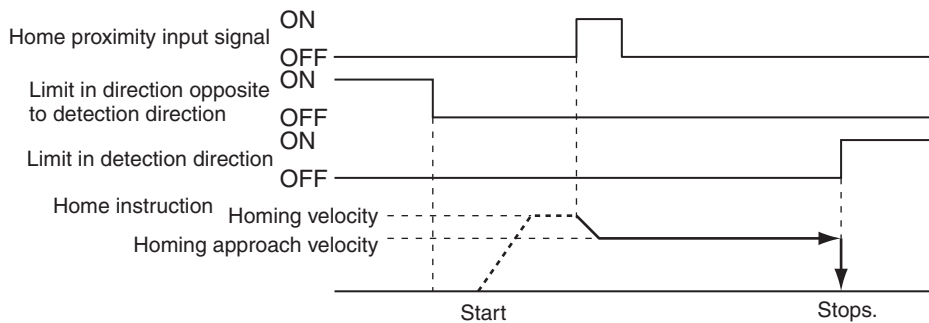 ON
Home proximity input signal
OFF
ON
Limit in direction opposite
to detection direction
OFF
ON
Limit in detection direction
OFF
Home instruction
Homing velocity
Homing approach velocity
Start
Stops.